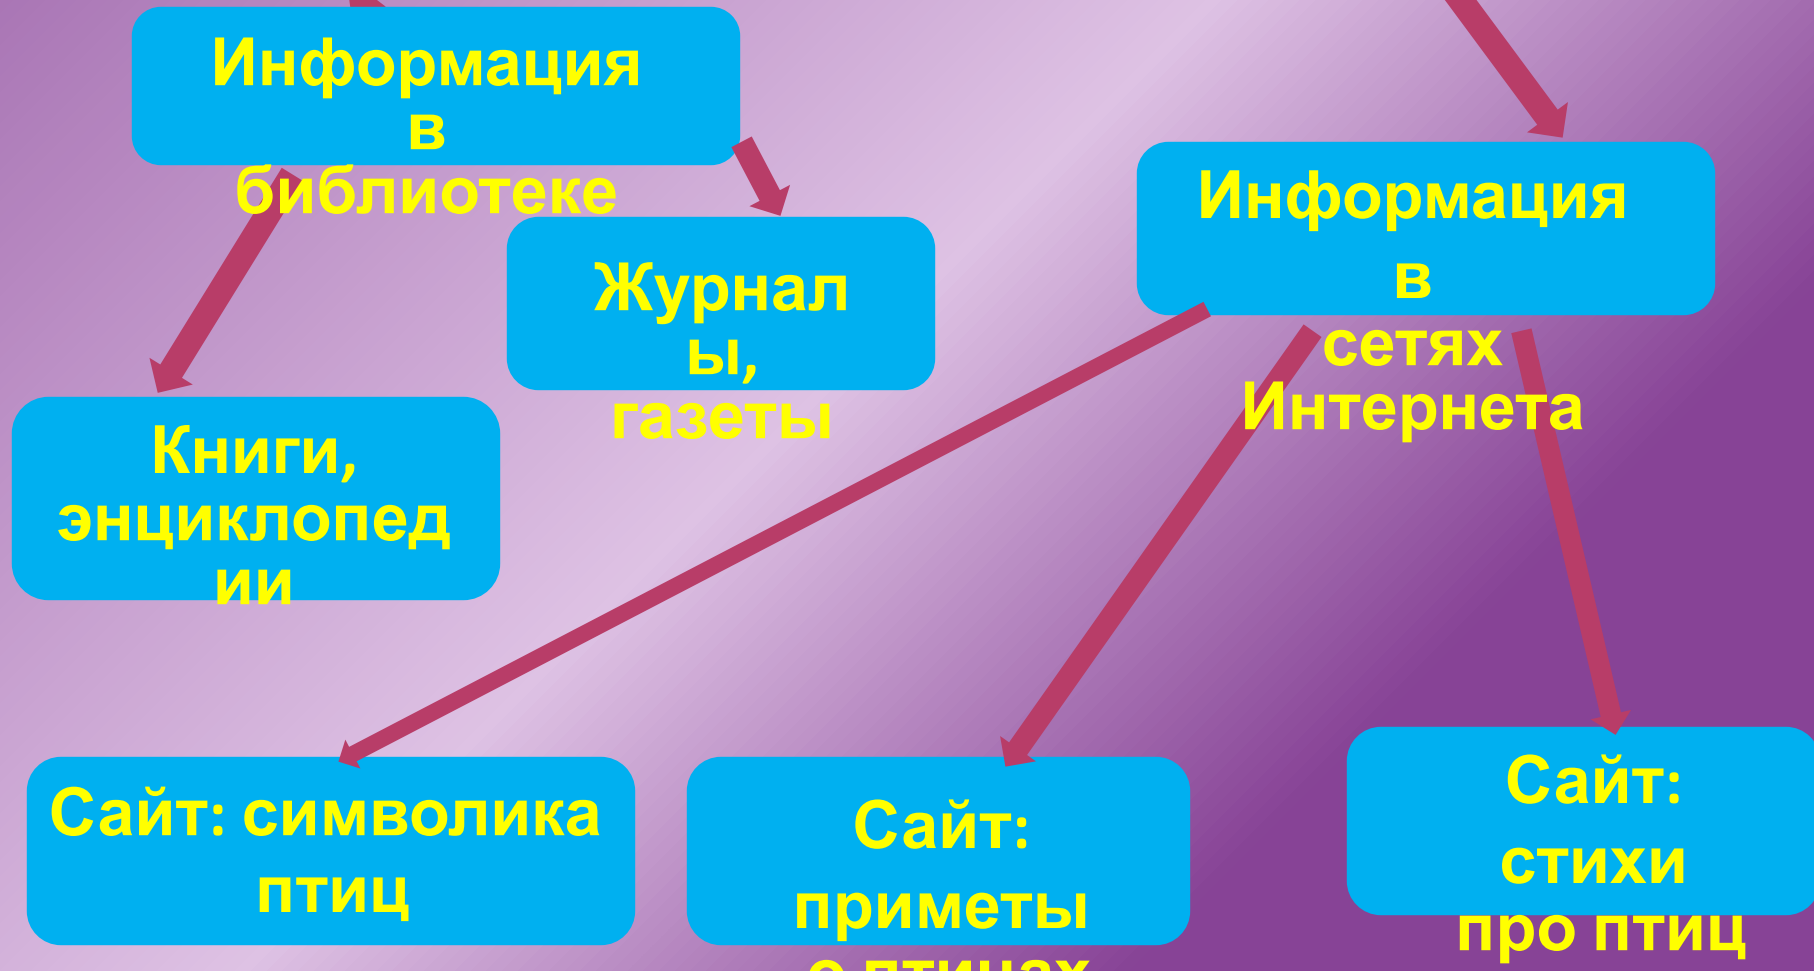 Информация
в
библиотеке
Журнал
ы,
газеты
Информация
в
сетях
Интернета
Книги,
энциклопед
ии
Сайт: символика
птиц
Сайт:
приметы
о птицах
Сайт:
стихи
про птиц